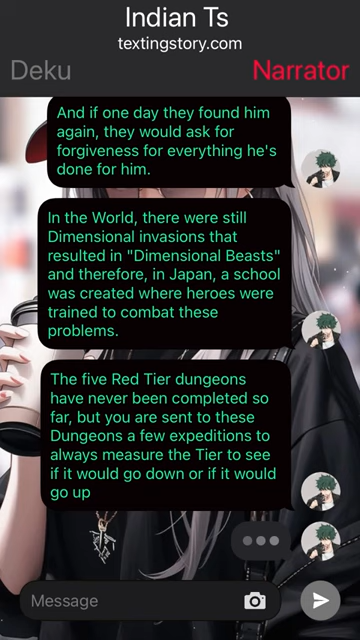 Indian Ts
textingstory.com
Deku
Narrator
And if one day they found him
again, they would ask for
forgiveness for everything he's
done for him.
In the World, there were still
Dimensional invasions that
resulted in "Dimensional Beasts"
and therefore, in Japan, a school
was created where heroes were
trained to combat these
problems.
The five Red Tier dungeons
have never been completed so
far, but you are sent to these
Dungeons a few expeditions to
always measure the Tier to see
if it would go down or if it would
go up
Message